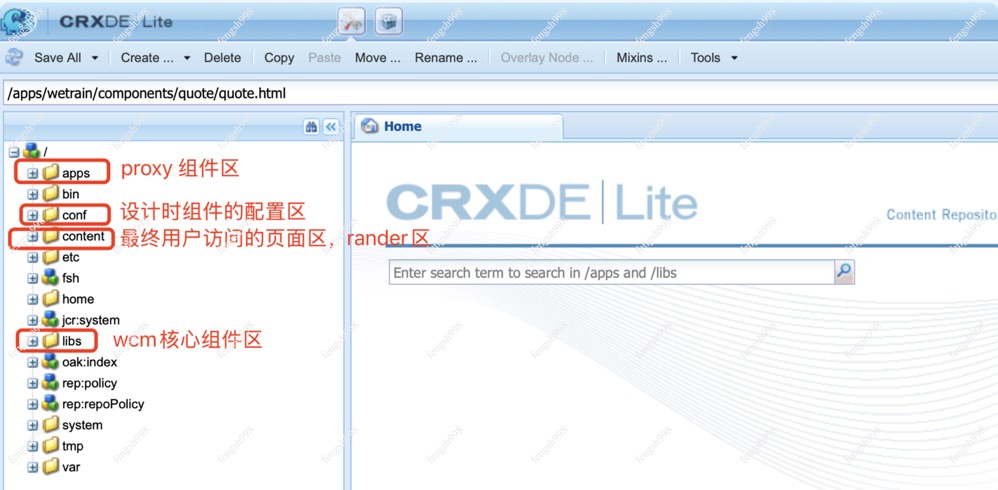 CRXDE Lite
Save All Create ... Delete Copy Paste Move ... Rename ... Overlay Node ... Mixins ... Tools
/apps/wetrain/components/quote/quote.html
Home
/
apps proxy 组件区
bin
conf 设计时组件的配置区
content 最终用户访问的页面区，rander区
etc
fsh
home
jcr:system
libs wcm核心组件区
oak:index
rep:policy
rep:repoPolicy
system
tmp
var
CRXDE Lite
Content Reposito
Enter search term to search in /apps and /libs
fengsh998